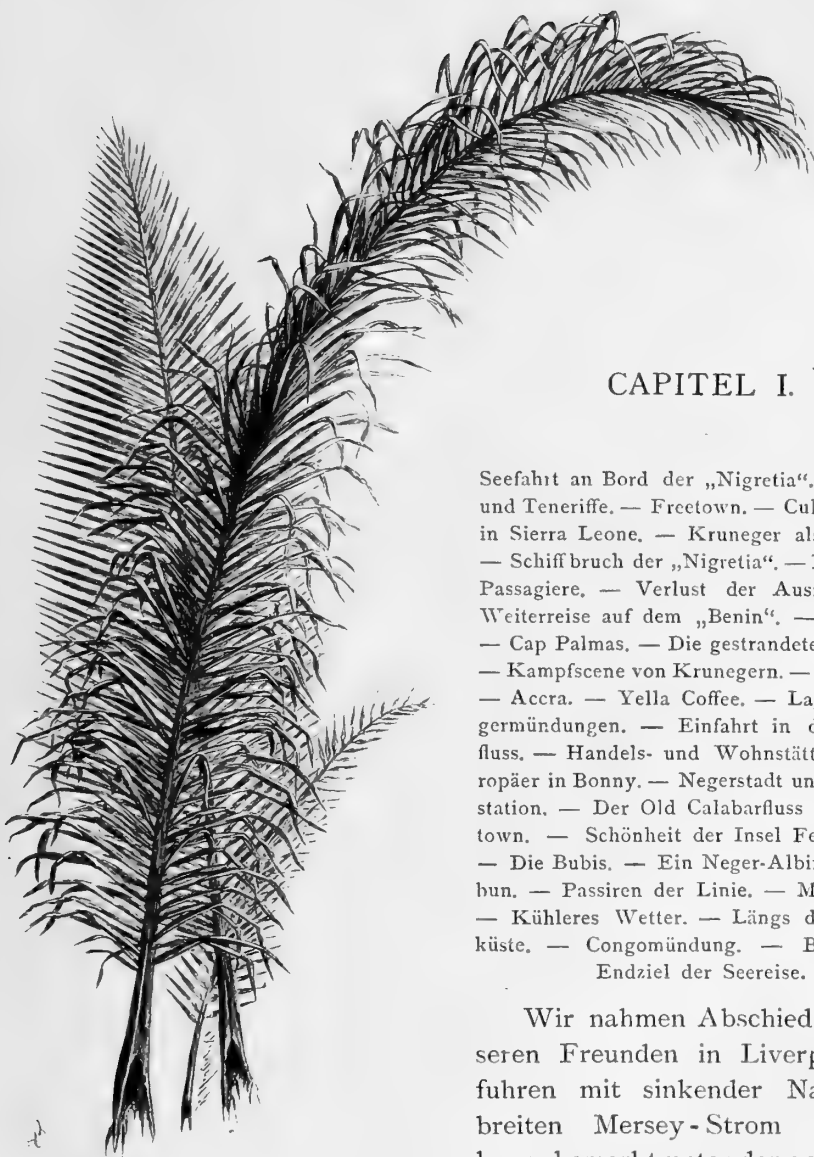 CAPITEL I.
Seefahrt an Bord der „Nigretia“.
und Teneriffe. — Freetown. — Cul
in Sierra Leone. — Kruneger al
— Schiffbruch der „Nigretia“. —
Passagiere. — Verlust der Aus
Weiterreise auf dem „Benin“. —
— Cap Palmas. — Die gestrandete
— Kampfscene von Krunegern. —
— Accra. — Yella Coffee. — La
germündungen. — Einfahrt in
fluss. — Handels- und Wohnstätt
ropäer in Bonny. — Negerstadt un
station. — Der Old Calabarfluss
town. — Schönheit der Insel Fe
— Die Bubis. — Ein Neger-Albi
bun. — Passiren der Linie. — M
— Kühleres Wetter. — Längs d
küste. — Congomündung. — B
Endziel der Seereise.
Wir nahmen Abschied
seren Freunden in Liverp
fuhren mit sinkender Na
breiten Mersey-Strom